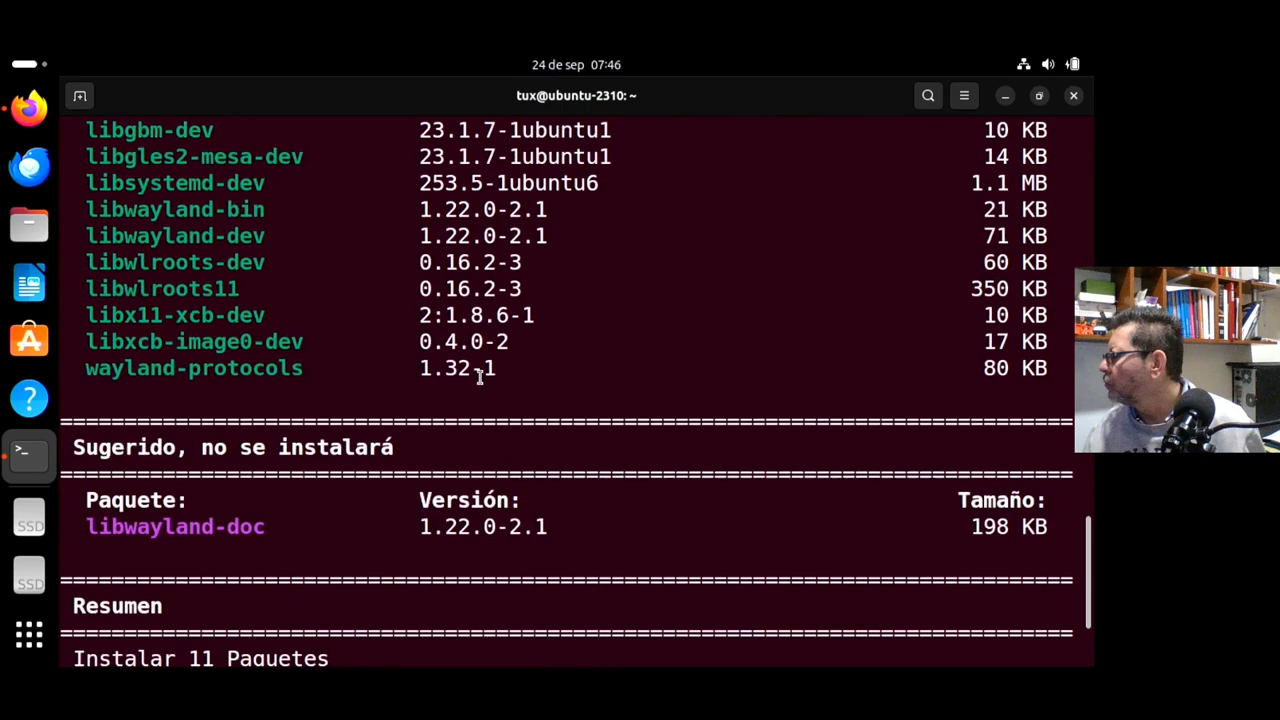 24 de sep 07:46
tux@ubuntu-2310: ~
libgbm-dev 23.1.7-1ubuntu1 10 KB
libgles2-mesa-dev 23.1.7-1ubuntu1 14 KB
libsystemd-dev 253.5-1ubuntu6 1.1 MB
libwayland-bin 1.22.0-2.1 21 KB
libwayland-dev 1.22.0-2.1 71 KB
libwlroots-dev 0.16.2-3 60 KB
libwlroots11 0.16.2-3 350 KB
libx11-xcb-dev 2:1.8.6-1 10 KB
libxcb-image0-dev 0.4.0-2 17 KB
wayland-protocols 1.32-1 80 KB
Sugerido, no se instalará
Paquete: Versión: Tamaño:
libwayland-doc 1.22.0-2.1 198 KB
Resumen
Instalar 11 Paquetes
SSD
SSD